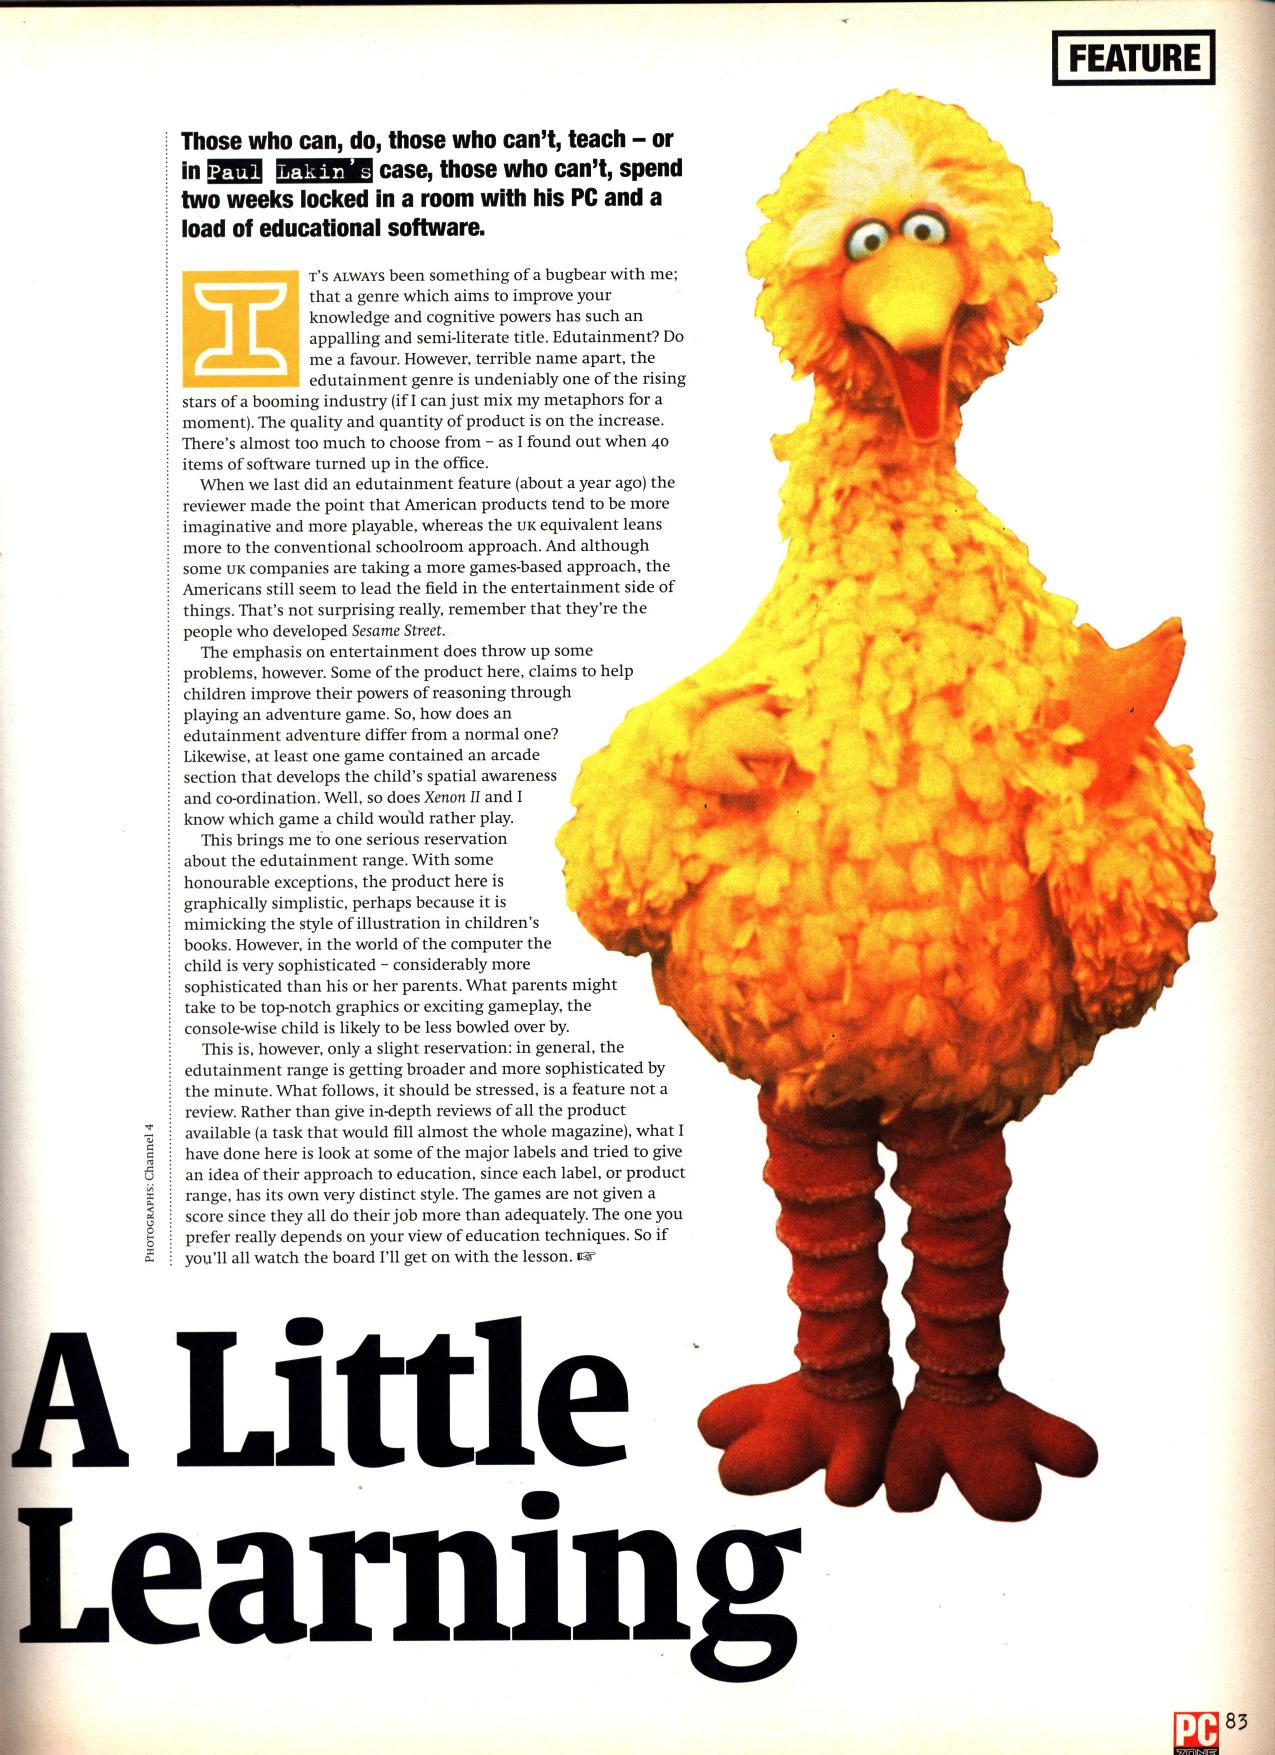 FEATURE
Those who can, do, those who can't, teach – or
in Paul Lakin's case, those who can't, spend
two weeks locked in a room with his PC and a
load of educational software.
IT'S ALWAYS been something of a bugbear with me;
that a genre which aims to improve your
knowledge and cognitive powers has such an
appalling and semi-literate title. Edutainment? Do
me a favour. However, terrible name apart, the
edutainment genre is undeniably one of the rising
stars of a booming industry (if I can just mix my metaphors for a
moment). The quality and quantity of product is on the increase.
There's almost too much to choose from – as I found out when 40
items of software turned up in the office.
When we last did an edutainment feature (about a year ago) the
reviewer made the point that American products tend to be more
imaginative and more playable, whereas the UK equivalent leans
more to the conventional schoolroom approach. And although
some UK companies are taking a more games-based approach, the
Americans still seem to lead the field in the entertainment side of
things. That's not surprising really, remember that they're the
people who developed Sesame Street.
The emphasis on entertainment does throw up some
problems, however. Some of the product here, claims to help
children improve their powers of reasoning through
playing an adventure game. So, how does an
edutainment adventure differ from a normal one?
Likewise, at least one game contained an arcade
section that develops the child's spatial awareness
and co-ordination. Well, so does Xenon II and I
know which game a child would rather play.
This brings me to one serious reservation
about the edutainment range. With some
honourable exceptions, the product here is
graphically simplistic, perhaps because it is
mimicking the style of illustration in children's
books. However, in the world of the computer the
child is very sophisticated – considerably more
sophisticated than his or her parents. What parents might
take to be top-notch graphics or exciting gameplay, the
console-wise child is likely to be less bowled over by.
This is, however, only a slight reservation: in general, the
edutainment range is getting broader and more sophisticated by
the minute. What follows, it should be stressed, is a feature not a
review. Rather than give in-depth reviews of all the product
available (a task that would fill almost the whole magazine), what I
have done here is look at some of the major labels and tried to give
an idea of their approach to education, since each label, or product
range, has its own very distinct style. The games are not given a
score since they all do their job more than adequately. The one you
prefer really depends on your view of education techniques. So if
you'll all watch the board I'll get on with the lesson. ☞
PHOTOGRAPHS: Channel 4
A Little
Learning
PC
ZONE
83